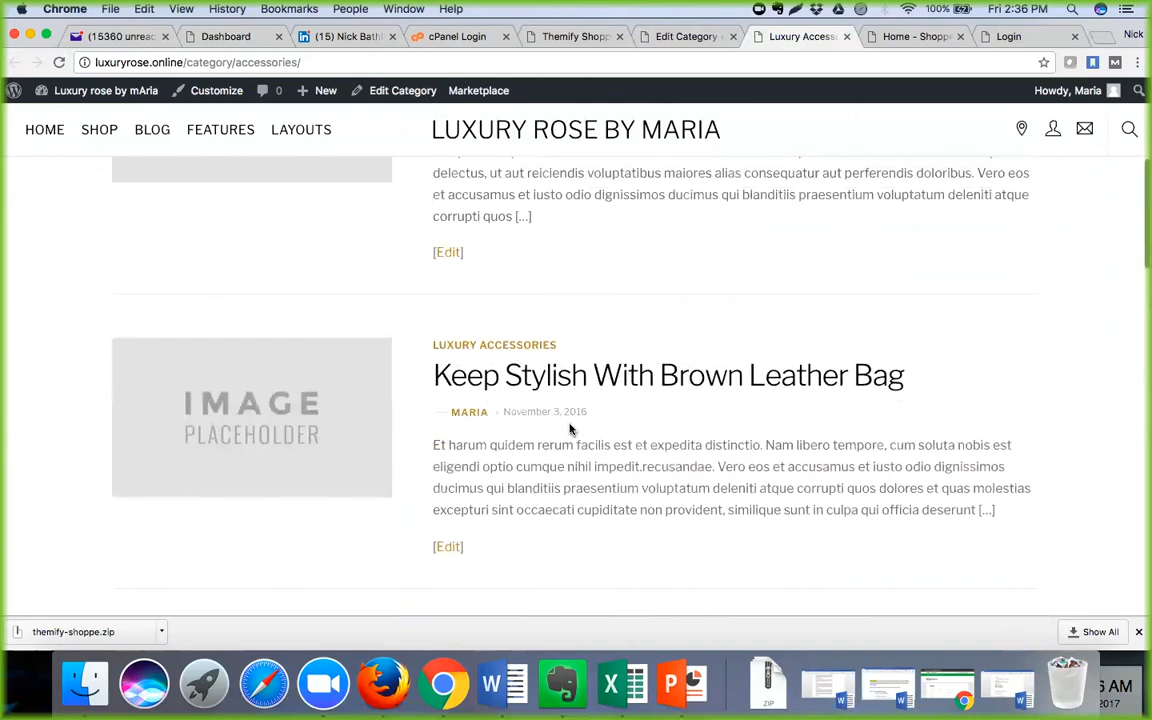 Chrome File Edit View History Bookmarks People Window Help 100% Fri 2:36 PM
(15360 unrea Dashboard (15) Nick Bath cPanel Login Themify Shopp Edit Category Luxury Access Home - Shoppe Login Nick
luxuryrose.online/category/accessories/
Luxury rose by mAria Customize 0 New Edit Category Marketplace Howdy, Maria
HOME SHOP BLOG FEATURES LAYOUTS LUXURY ROSE BY MARIA
delectus, ut aut reiciendis voluptatibus maiores alias consequatur aut perferendis doloribus. Vero eos
et accusamus et iusto odio dignissimos ducimus qui blanditiis praesentium voluptatum deleniti atque
corrupti quos [...]
[Edit]
LUXURY ACCESSORIES
Keep Stylish With Brown Leather Bag
MARIA November 3, 2016
IMAGE
PLACEHOLDER
Et harum quidem rerum facilis est et expedita distinctio. Nam libero tempore, cum soluta nobis est
eligendi optio cumque nihil impedit.recusandae. Vero eos et accusamus et iusto odio dignissimos
ducimus qui blanditiis praesentium voluptatum deleniti atque corrupti quos dolores et quas molestias
excepturi sint occaecati cupiditate non provident, similique sunt in culpa qui officia deserunt [...]
[Edit]
themify-shoppe.zip Show All
ZIP
6 AM
2017